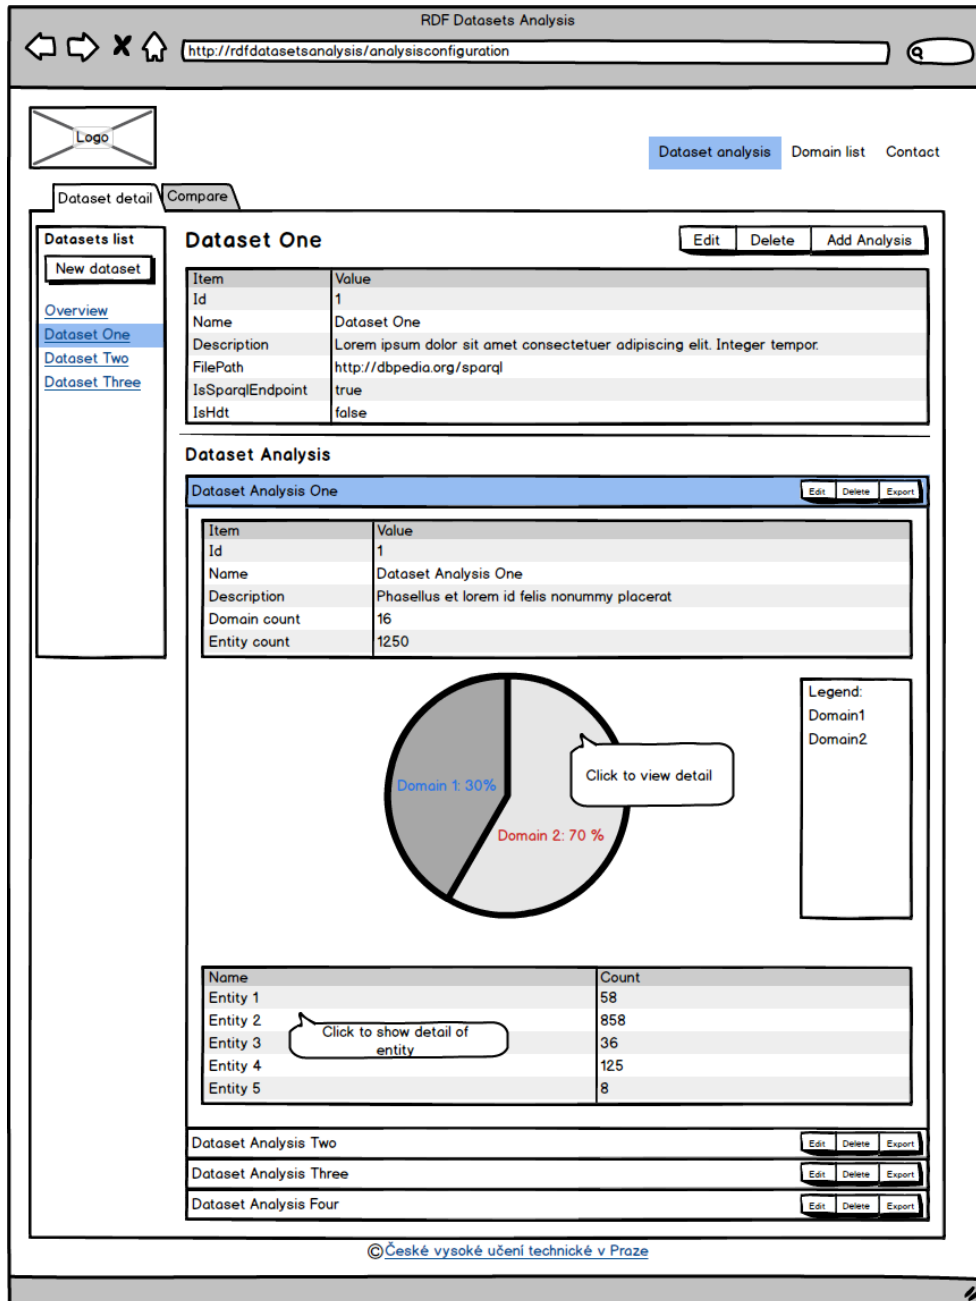 RDF Datasets Analysis
http://rdfdatasetsanalysis/analysisconfiguration
Logo
Dataset analysis Domain list Contact
Dataset detail Compare
Datasets list
New dataset
Overview
Dataset One
Dataset Two
Dataset Three
Dataset One
Edit Delete Add Analysis
Item Value
Id 1
Name Dataset One
Description Lorem ipsum dolor sit amet consectetuer adipiscing elit. Integer tempor.
FilePath http://dbpedia.org/sparql
IsSparqlEndpoint true
IsHdt false
Dataset Analysis
Dataset Analysis One Edit Delete Export
Item Value
Id 1
Name Dataset Analysis One
Description Phasellus et lorem id felis nonummy placerat
Domain count 16
Entity count 1250
Domain 1: 30%
Domain 2: 70 %
Click to view detail
Legend:
Domain1
Domain2
Name Count
Entity 1 58
Entity 2 858
Entity 3 36
Entity 4 125
Entity 5 8
Click to show detail of
entity
Dataset Analysis Two Edit Delete Export
Dataset Analysis Three Edit Delete Export
Dataset Analysis Four Edit Delete Export
©České vysoké učení technické v Praze